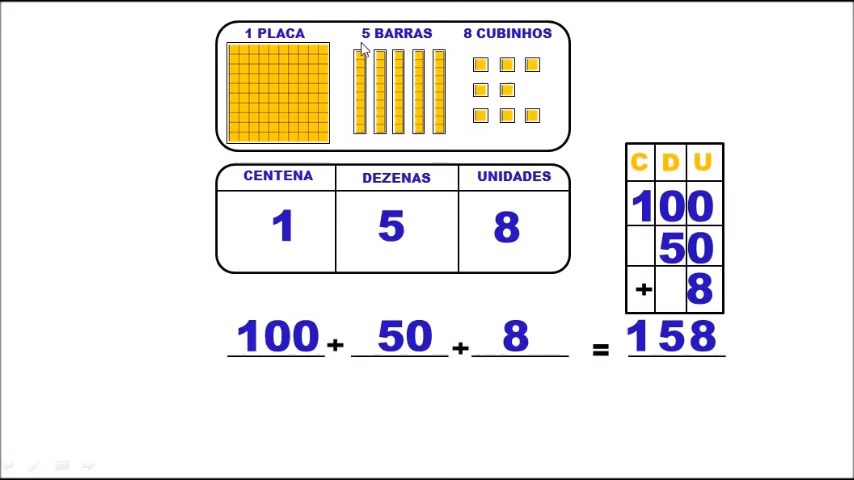 1 PLACA 5 BARRAS 8 CUBINHOS
CENTENA DEZENAS UNIDADES
1 5 8
C D U
100
50
+ 8
100 + 50 + 8 = 158